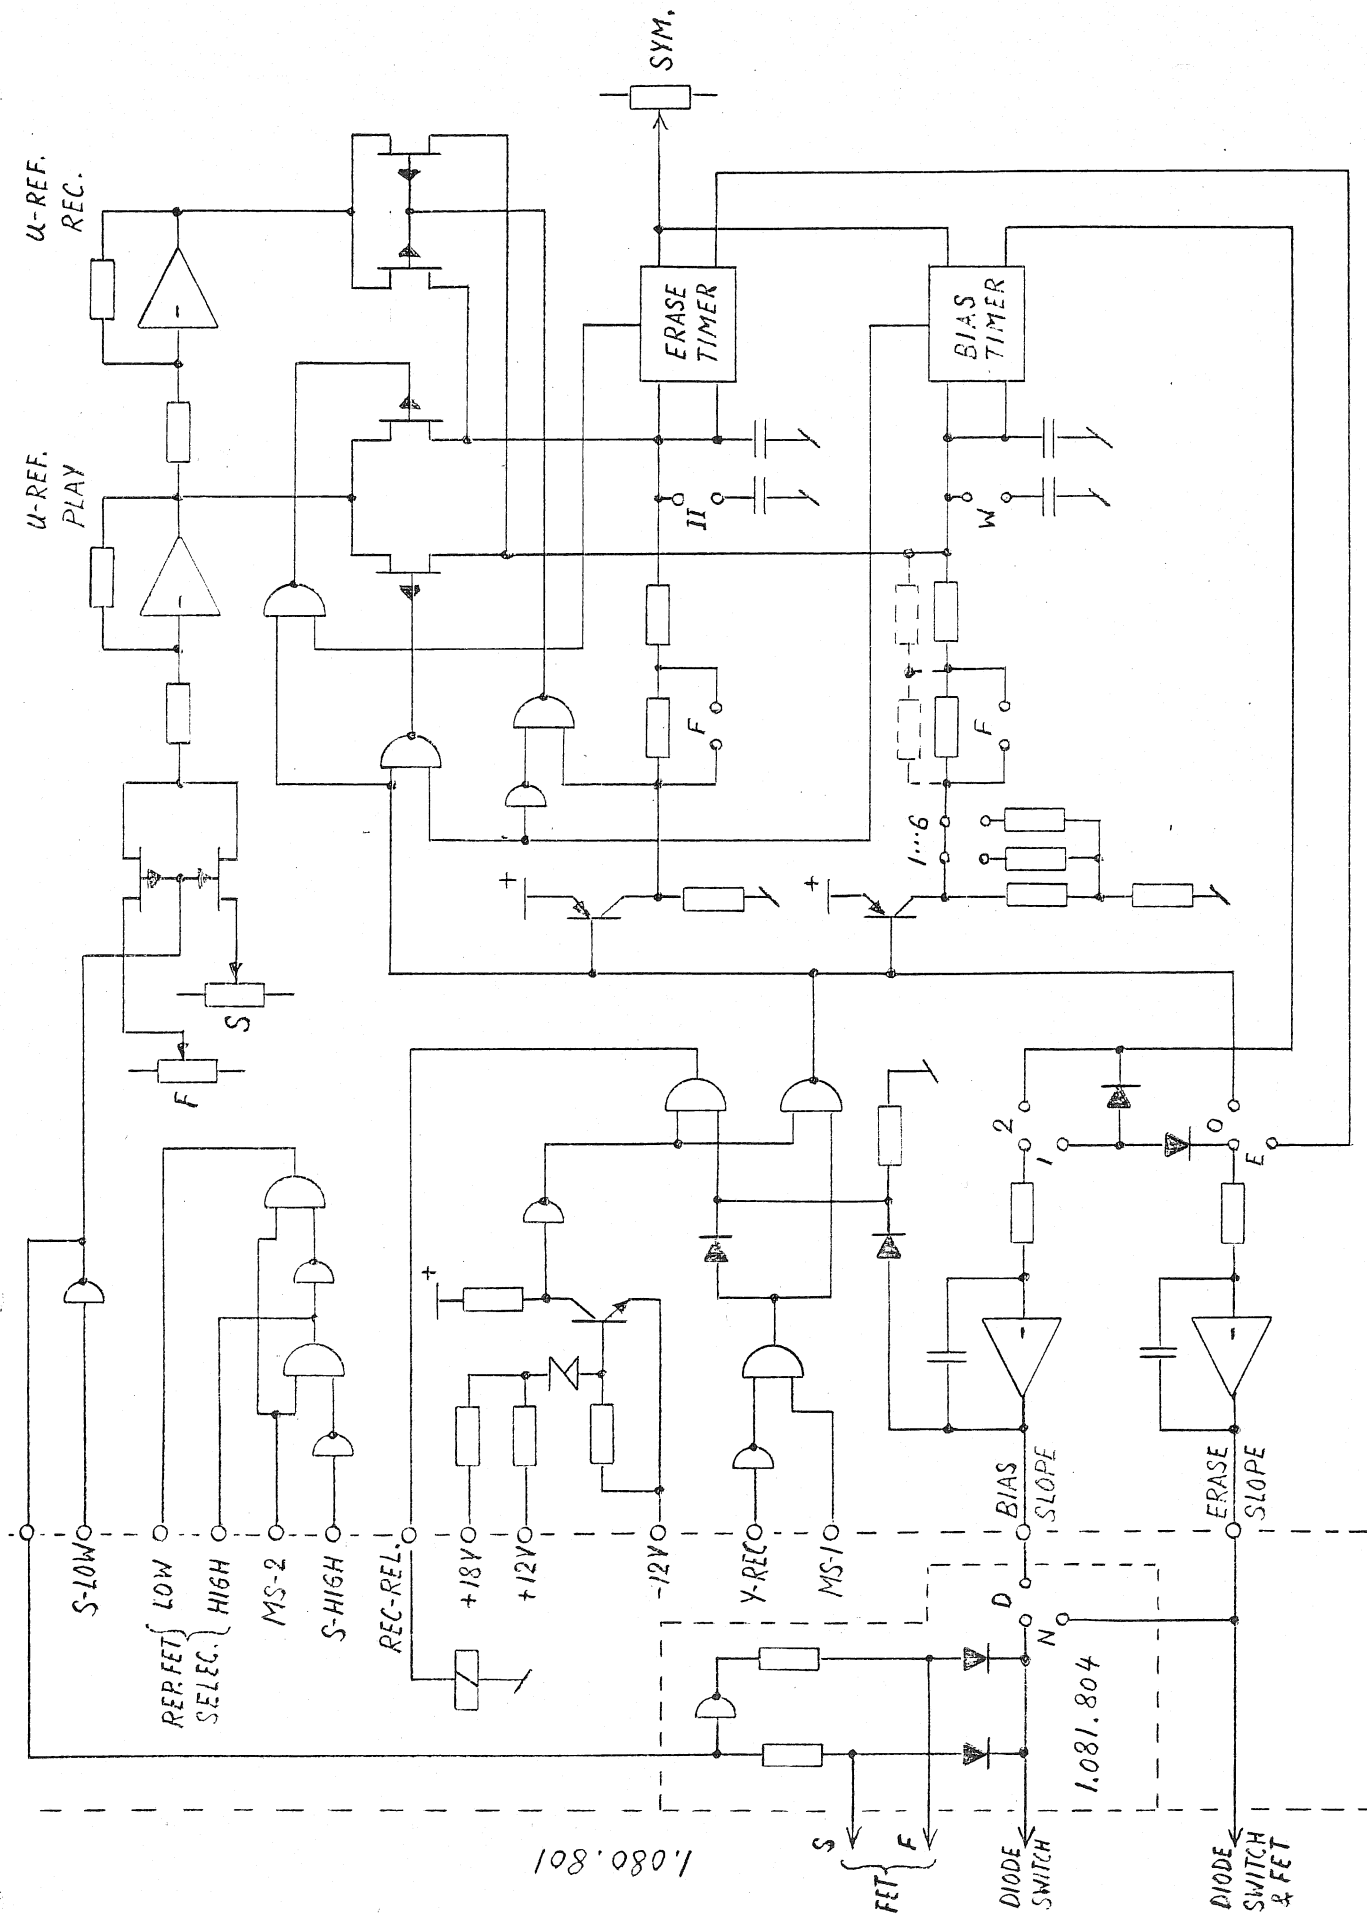 S-LOW
REP. FET
SELEC.
LOW
HIGH
MS-2
S-HIGH
REC-REL.
+18V
+12V
-12V
Y-REC
MS-1
BIAS
SLOPE
ERASE
SLOPE
1.080.801
S
F
FET
DIODE
SWITCH
DIODE
SWITCH
& FET
D
N
1.081.804
+
2
1
O
E
F
S
+
+
1...6
F
F
II
W
U-REF.
PLAY
U-REF.
REC.
ERASE
TIMER
BIAS
TIMER
SYM.
-
-
-
-